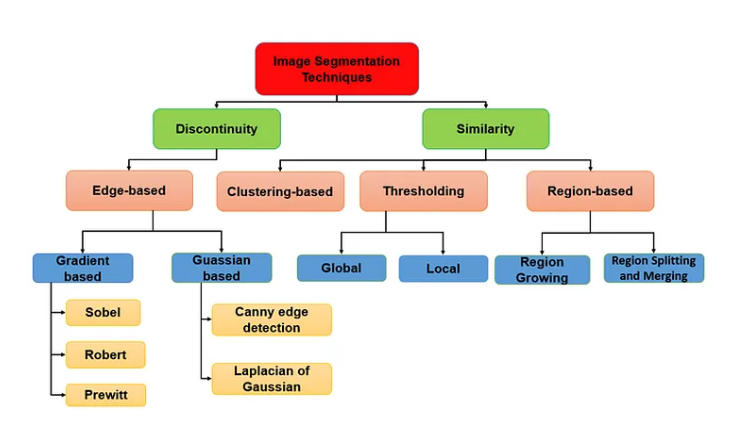 Image Segmentation
Techniques
Discontinuity
Similarity
Edge-based
Clustering-based
Thresholding
Region-based
Gradient
based
Guassian
based
Global
Local
Region
Growing
Region Splitting
and Merging
Sobel
Canny edge
detection
Robert
Laplacian of
Gaussian
Prewitt